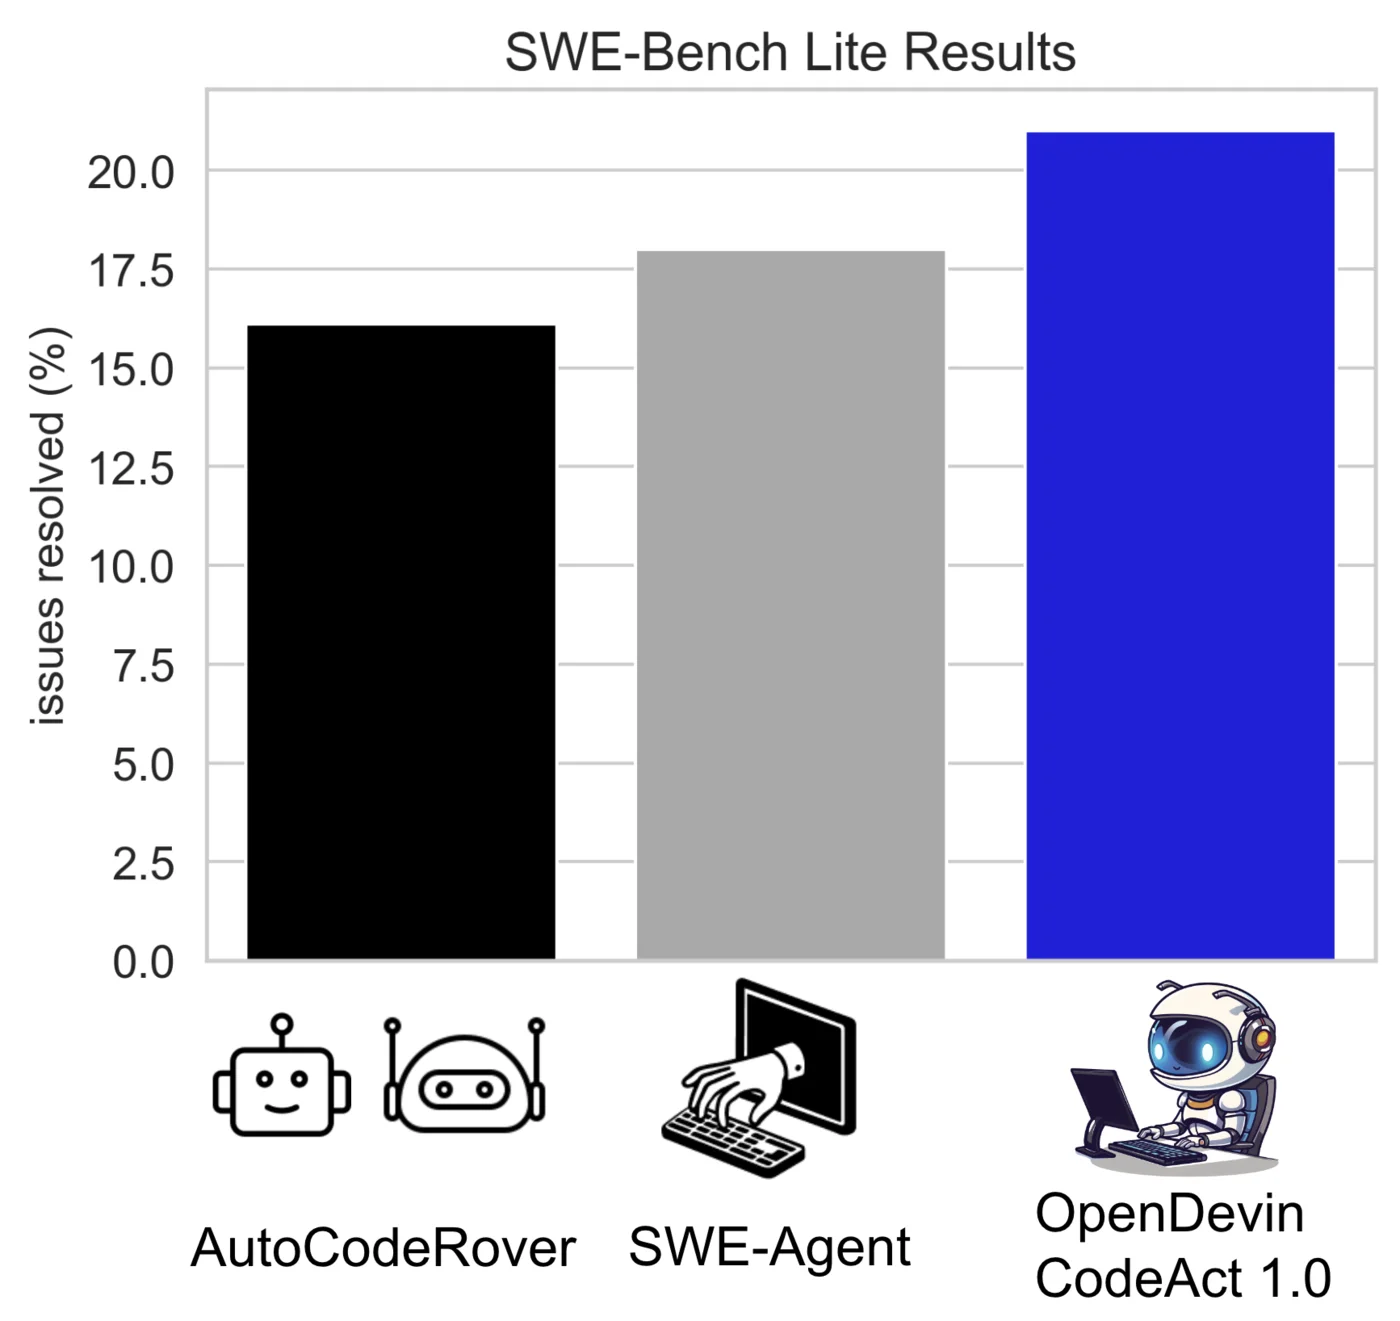 SWE-Bench Lite Results
issues resolved (%)
20.0
17.5
15.0
12.5
10.0
7.5
5.0
2.5
0.0
AutoCodeRover
SWE-Agent
OpenDevin
CodeAct 1.0